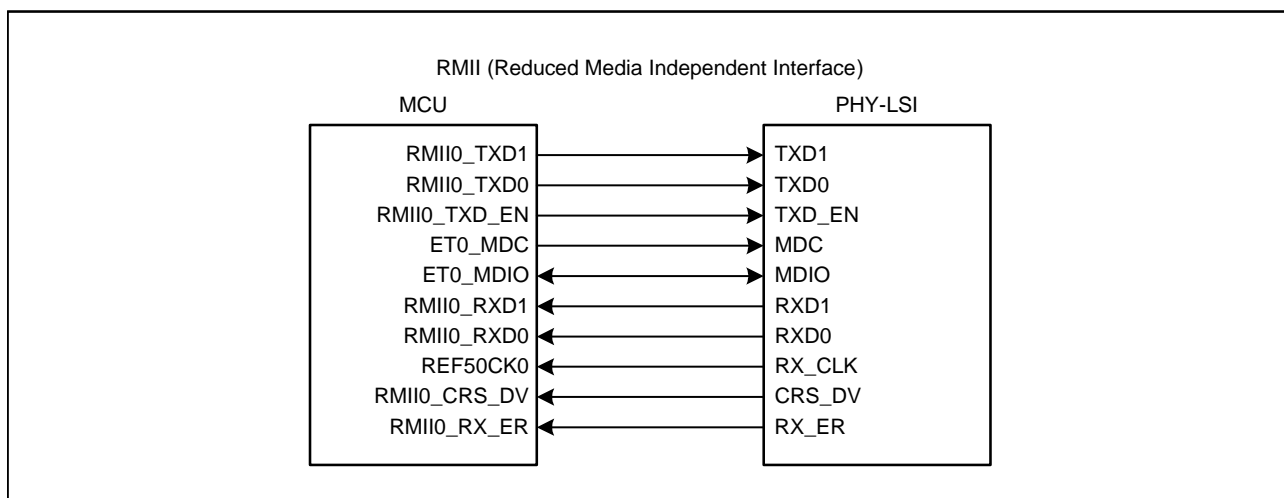 RMII (Reduced Media Independent Interface)
MCU PHY-LSI
RMII0_TXD1 TXD1
RMII0_TXD0 TXD0
RMII0_TXD_EN TXD_EN
ET0_MDC MDC
ET0_MDIO MDIO
RMII0_RXD1 RXD1
RMII0_RXD0 RXD0
REF50CK0 RX_CLK
RMII0_CRS_DV CRS_DV
RMII0_RX_ER RX_ER